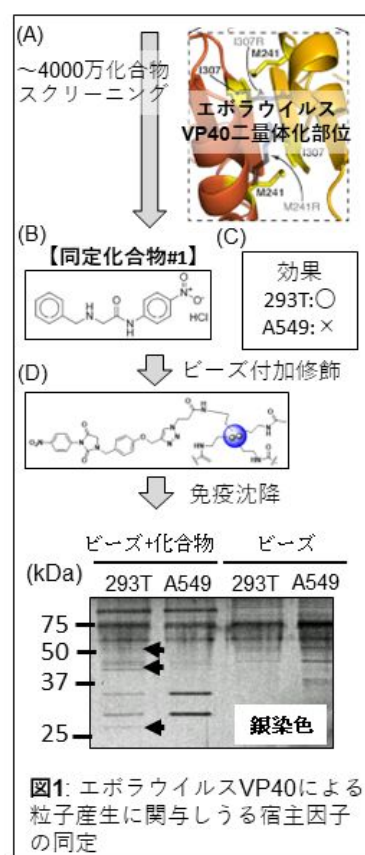 (A)
～4000万化合物
スクリーニング
I307R
M241
I307
エボラウイルス
VP40二量体化部位
I307
M241
M241R
(B)
(C)
【同定化合物#1】
効果
293T:○
A549:×
HCl
(D)
ビーズ付加修飾
免疫沈降
ビーズ+化合物 ビーズ
(kDa) 293T A549 293T A549
75
50
37
25
銀染色
図1: エボラウイルスVP40による
粒子産生に関与しうる宿主因子
の同定